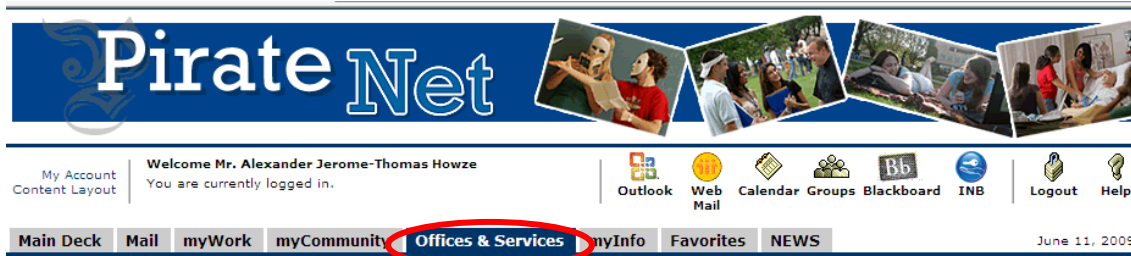 Pirate Net
My Account
Content Layout
Welcome Mr. Alexander Jerome-Thomas Howze
You are currently logged in.
Outlook Web Mail Calendar Groups Blackboard INB Logout Help
Main Deck Mail myWork myCommunity Offices & Services myInfo Favorites NEWS June 11, 2009